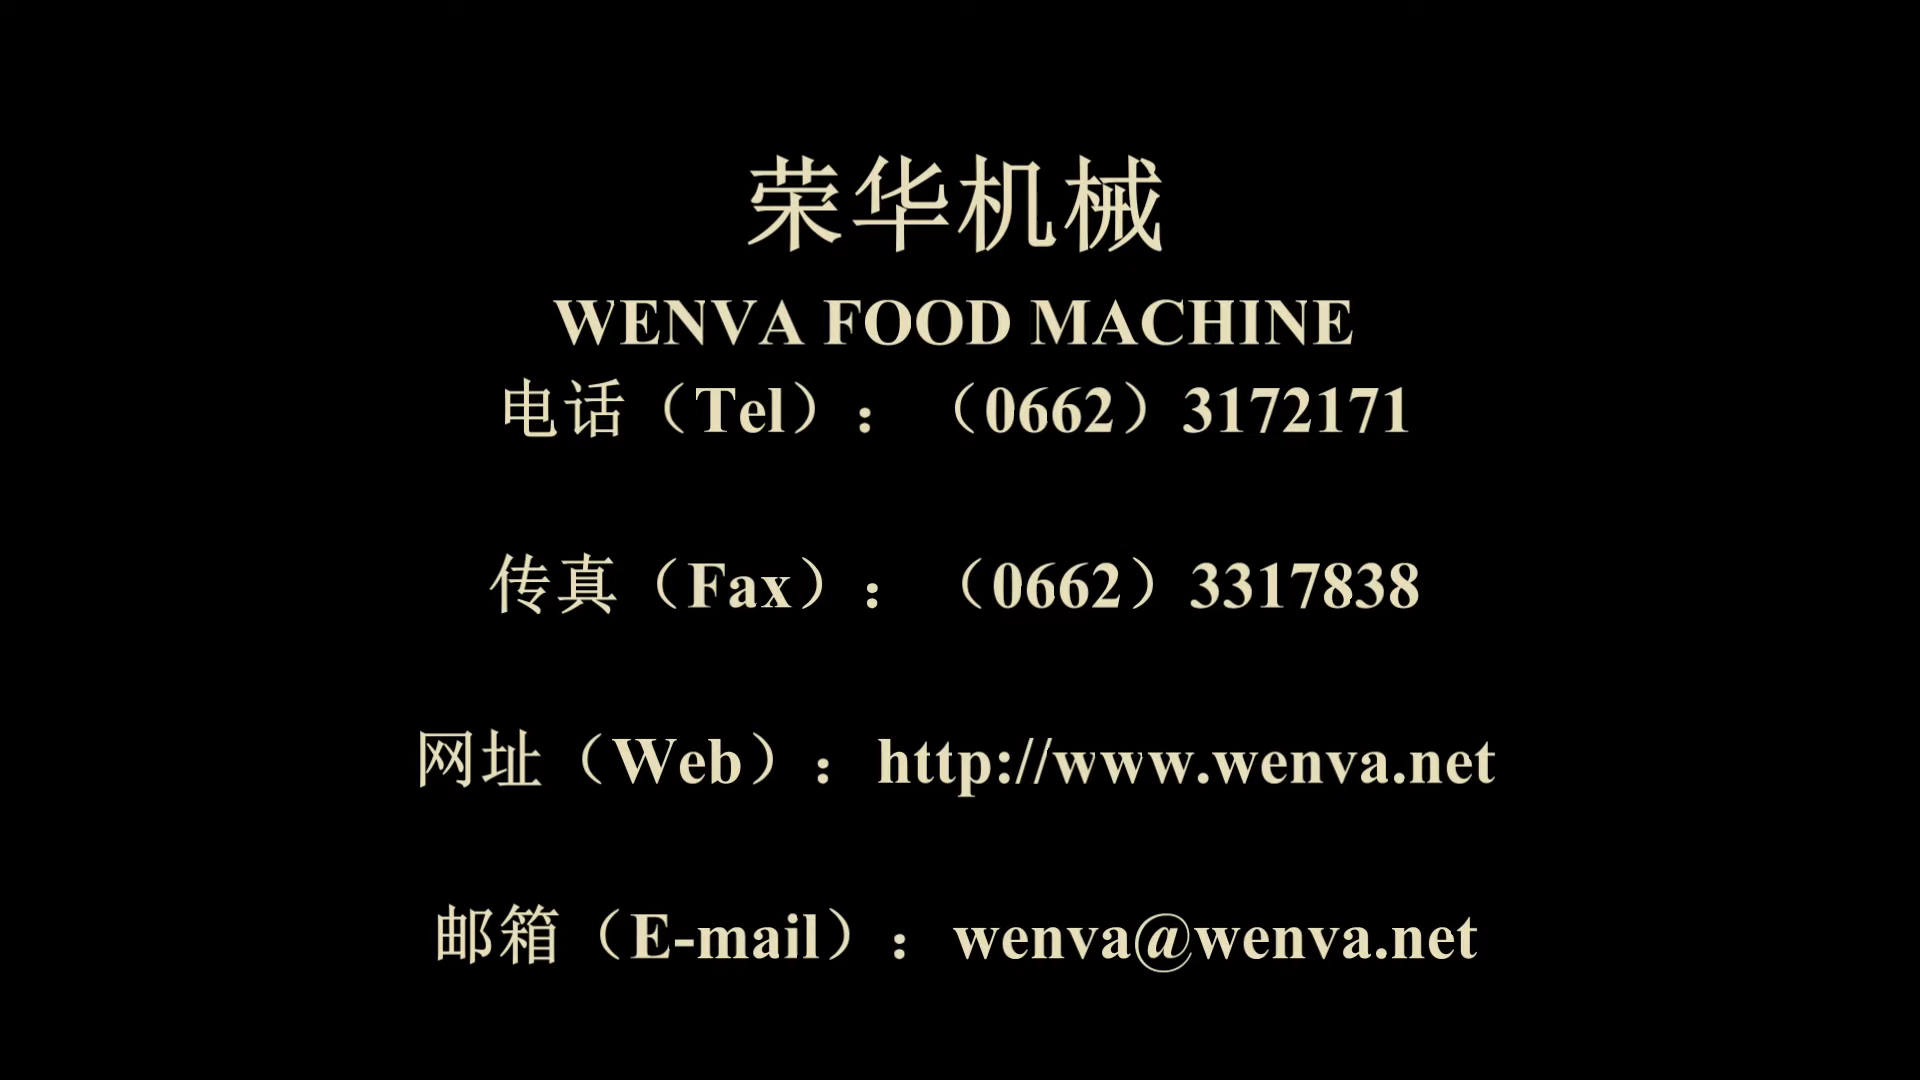 荣华机械
WENVA FOOD MACHINE
电话（Tel）：（0662）3172171
传真（Fax）：（0662）3317838
网址（Web）：http://www.wenva.net
邮箱（E-mail）：wenva@wenva.net